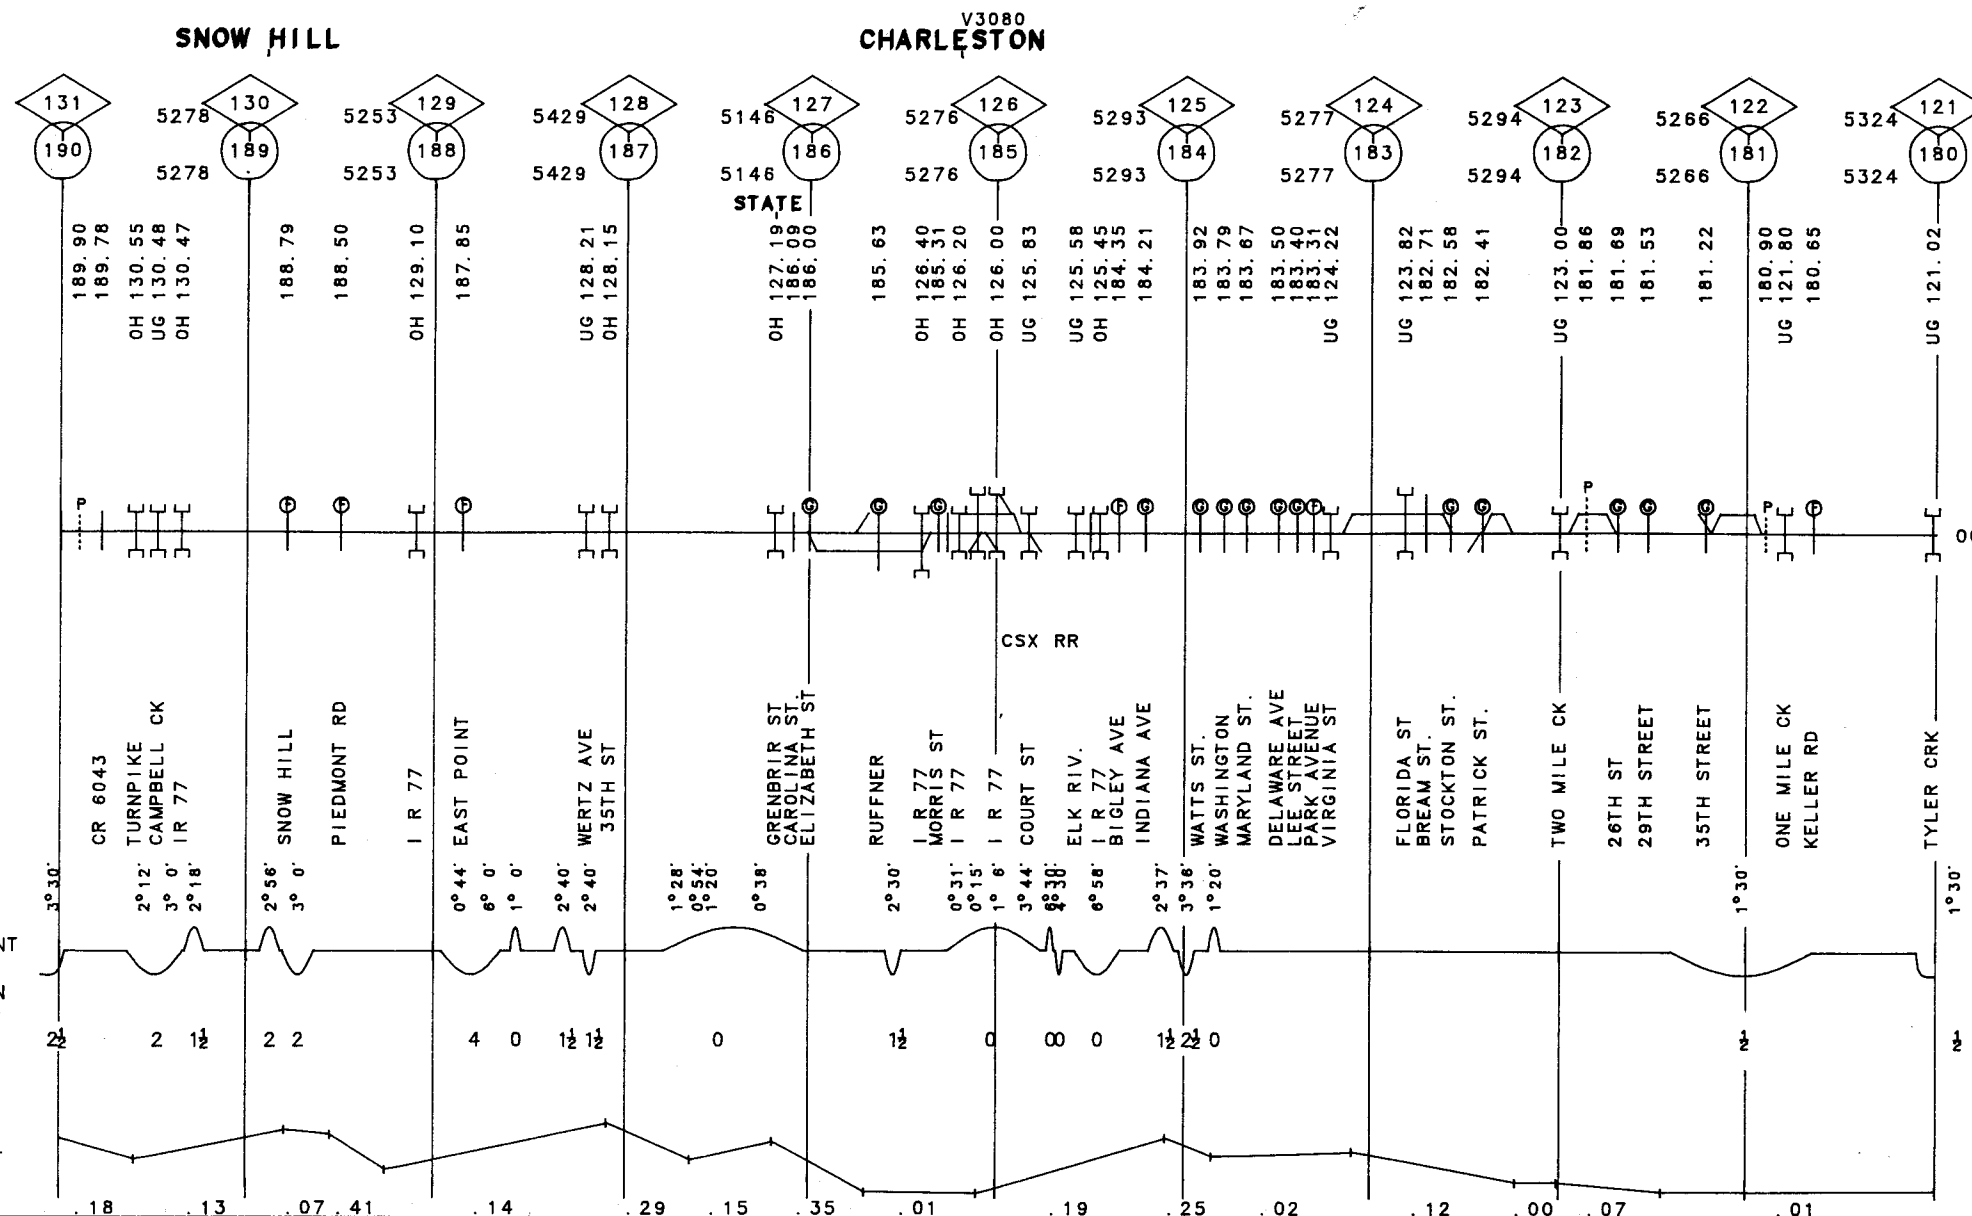 V3080
SNOW HILL CHARLESTON
131 5278 130 5253 129 5429 128 5146 127 5276 126 5293 125 5277 124 5294 123 5266 122 5324 121
190 189 188 187 186 185 184 183 182 181 180
5278 5253 5429 5146 5276 5293 5277 5294 5266 5324
STATE
189.90
189.78
OH 130.55
UG 130.48
OH 130.47
188.79
188.50
OH 129.10
187.85
UG 128.21
OH 128.15
OH 127.19
186.09
186.00
185.63
OH 126.40
185.31
OH 126.20
OH 126.00
UG 125.83
UG 125.58
OH 125.45
184.35
184.21
183.92
183.79
183.67
183.50
183.40
183.31
UG 124.22
UG 123.82
182.71
182.58
182.41
UG 123.00
181.86
181.69
181.53
181.22
180.90
UG 121.80
180.65
UG 121.02
P F F F G G G F G G G G G F G G P G G G P F
CSX RR
CR 6043
TURNPIKE
CAMPBELL CK
IR 77
SNOW HILL
PIEDMONT RD
I R 77
EAST POINT
WERTZ AVE
35TH ST
GRENBRIR ST
CAROLINA ST.
ELIZABETH ST
RUFFNER
I R 77
MORRIS ST
I R 77
I R 77
COURT ST
ELK RIV.
I R 77
BIGLEY AVE
INDIANA AVE
WATTS ST.
WASHINGTON
MARYLAND ST.
DELAWARE AVE
LEE STREET
PARK AVENUE
VIRGINIA ST
FLORIDA ST
BREAM ST.
STOCKTON ST.
PATRICK ST.
TWO MILE CK
26TH ST
29TH STREET
35TH STREET
ONE MILE CK
KELLER RD
TYLER CRK
3°30'
2°12'
3° 0'
2°18'
2°56'
3° 0'
0°44'
6° 0'
1° 0'
2°40'
2°40'
1°28'
0°54'
1°20'
0°38'
2°30'
0°31'
0°15'
1° 6'
3°44'
4°30'
6°58'
2°37'
3°36'
1°20'
1°30'
1°30'
NT
N
2½ 2 1½ 2 2 4 0 1½ 1½ 0 1½ 0 00 0 1½ 2½ 0 ½ ½
.18 .13 .07 .41 .14 .29 .15 .35 .01 .19 .25 .02 .12 .00 .07 .01